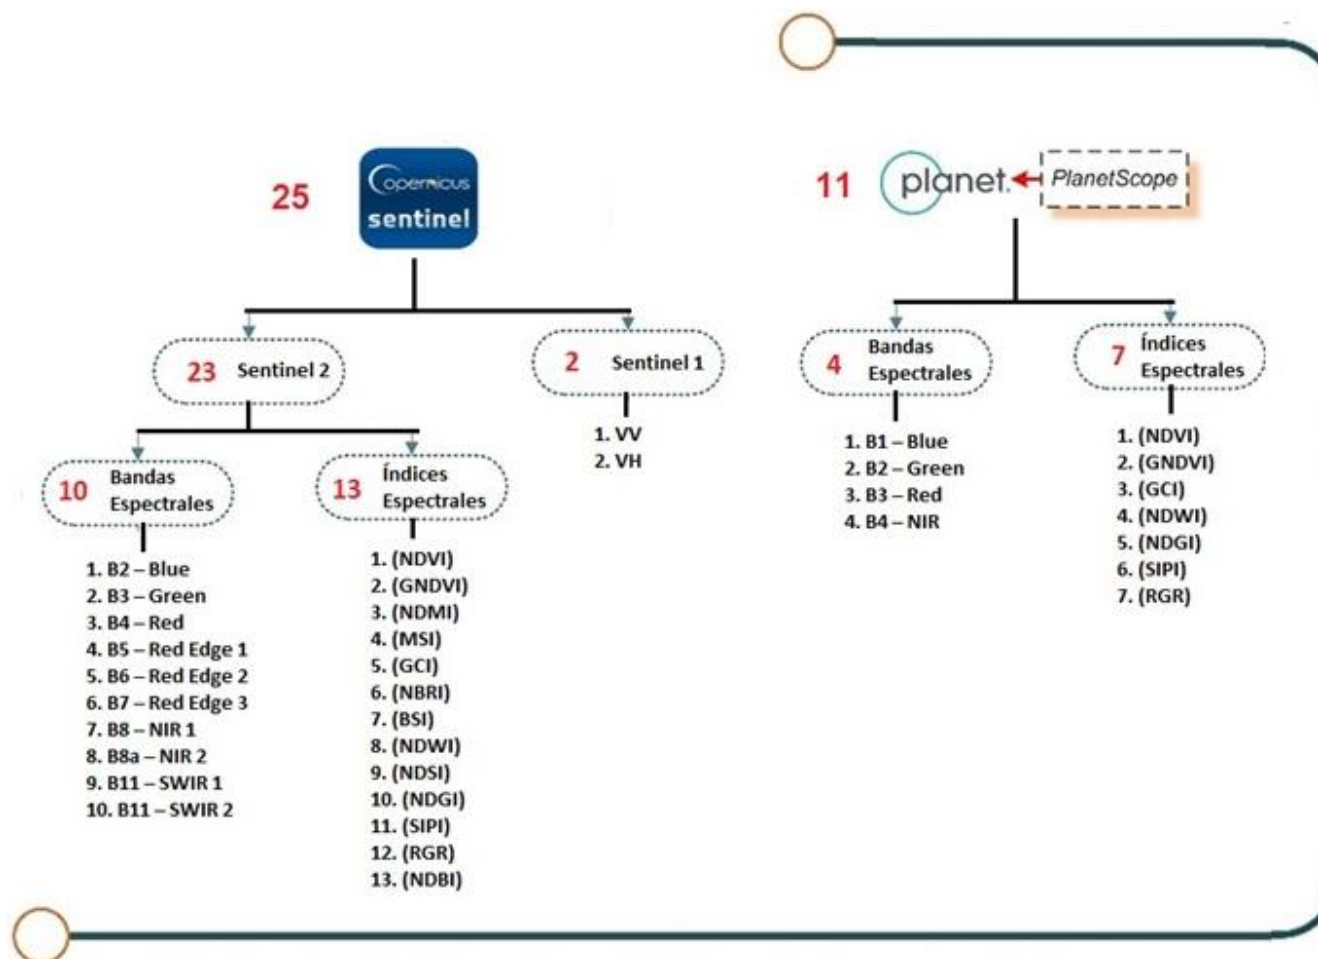 25
Copernicus
sentinel
11
planet.
PlanetScope
23 Sentinel 2
2 Sentinel 1
1. VV
2. VH
10
Bandas
Espectrales
1. B2 – Blue
2. B3 – Green
3. B4 – Red
4. B5 – Red Edge 1
5. B6 – Red Edge 2
6. B7 – Red Edge 3
7. B8 – NIR 1
8. B8a – NIR 2
9. B11 – SWIR 1
10. B11 – SWIR 2
13
Índices
Espectrales
1. (NDVI)
2. (GNDVI)
3. (NDMI)
4. (MSI)
5. (GCI)
6. (NBRI)
7. (BSI)
8. (NDWI)
9. (NDSI)
10. (NDGI)
11. (SIPI)
12. (RGR)
13. (NDBI)
4
Bandas
Espectrales
1. B1 – Blue
2. B2 – Green
3. B3 – Red
4. B4 – NIR
7
Índices
Espectrales
1. (NDVI)
2. (GNDVI)
3. (GCI)
4. (NDWI)
5. (NDGI)
6. (SIPI)
7. (RGR)